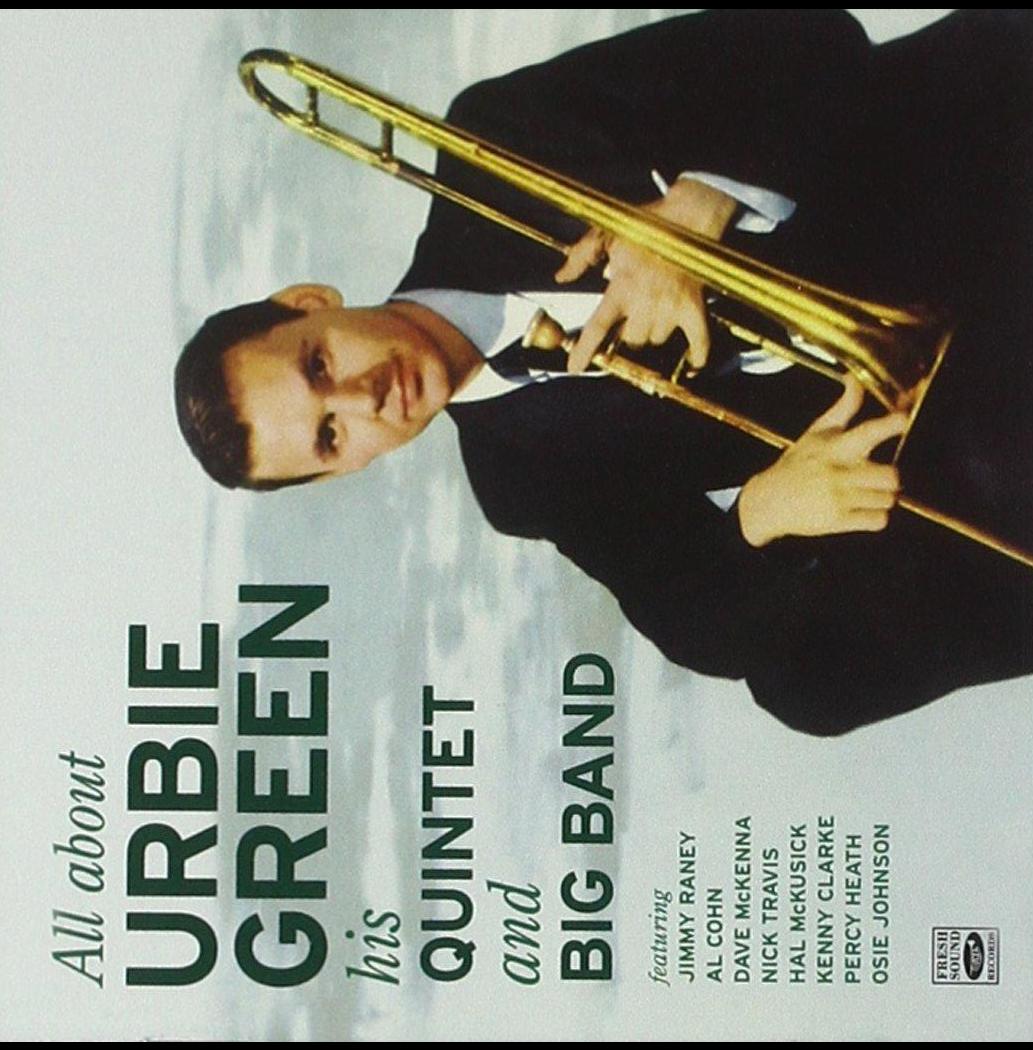 All about
URBIE
GREEN
his
QUINTET
and
BIG BAND
featuring
JIMMY RANEY
AL COHN
DAVE McKENNA
NICK TRAVIS
HAL McKUSICK
KENNY CLARKE
PERCY HEATH
OSIE JOHNSON
FRESH
SOUND
RECORDS